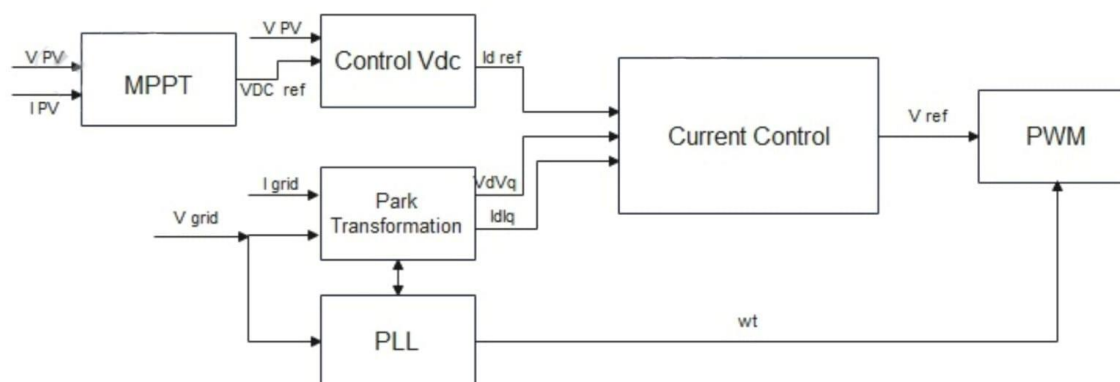 V PV
I PV
MPPT
VDC ref
V PV
Control Vdc
Id ref
Current Control
V ref
PWM
I grid
V grid
Park
Transformation
VdVq
IdIq
PLL
wt